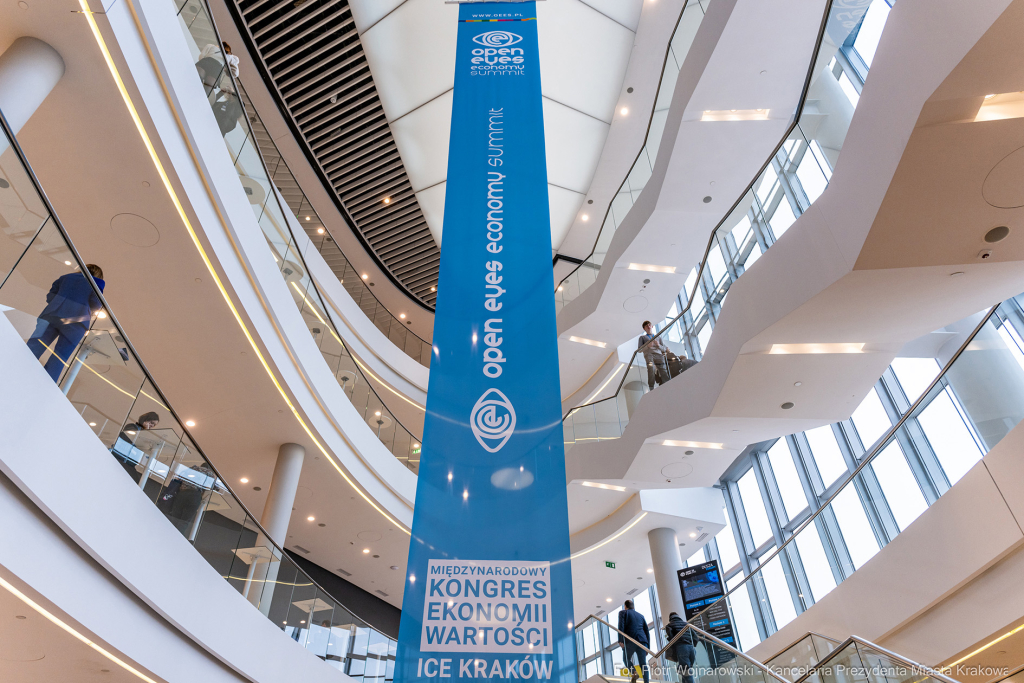 WWW.OEES.PL
open
eyes
economy
summit
open eyes economy summit
MIĘDZYNARODOWY
KONGRES
EKONOMII
WARTOŚCI
ICE KRAKÓW
Fot. Piotr Wojnarowski - Kancelaria Prezydenta Miasta Krakowa